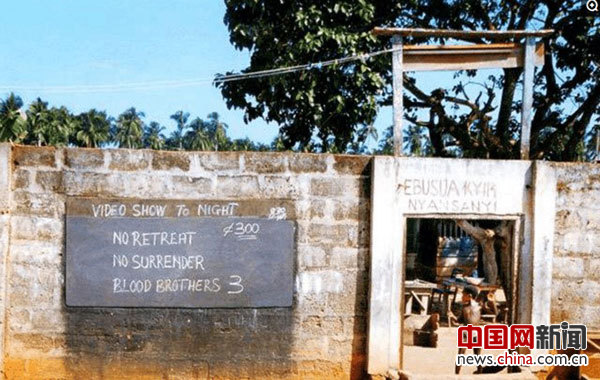 VIDEO SHOW TO NIGHT
NO RETREAT ¢300
NO SURRENDER
BLOOD BROTHERS 3
EBUSUA KYIR
NYANSANYI
中国网新闻
news.china.com.cn